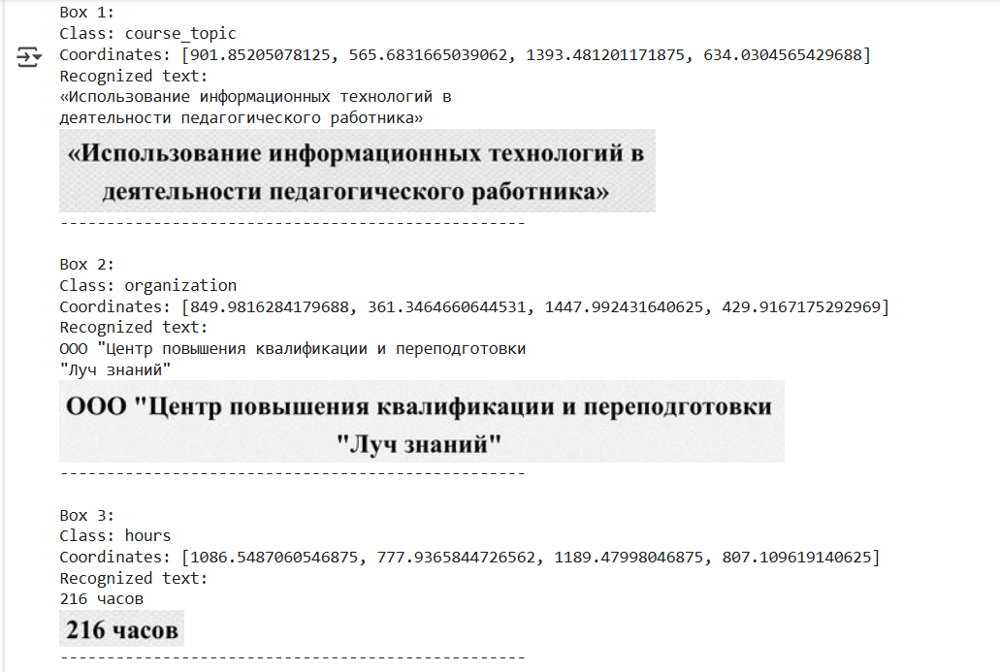 Box 1:
Class: course_topic
Coordinates: [901.85205078125, 565.6831665039062, 1393.481201171875, 634.0304565429688]
Recognized text:
«Использование информационных технологий в
деятельности педагогического работника»
«Использование информационных технологий в
деятельности педагогического работника»
--------------------------------------------------
Box 2:
Class: organization
Coordinates: [849.9816284179688, 361.3464660644531, 1447.992431640625, 429.9167175292969]
Recognized text:
ООО "Центр повышения квалификации и переподготовки
"Луч знаний"
ООО "Центр повышения квалификации и переподготовки
"Луч знаний"
--------------------------------------------------
Box 3:
Class: hours
Coordinates: [1086.5487060546875, 777.9365844726562, 1189.47998046875, 807.109619140625]
Recognized text:
216 часов
216 часов
--------------------------------------------------